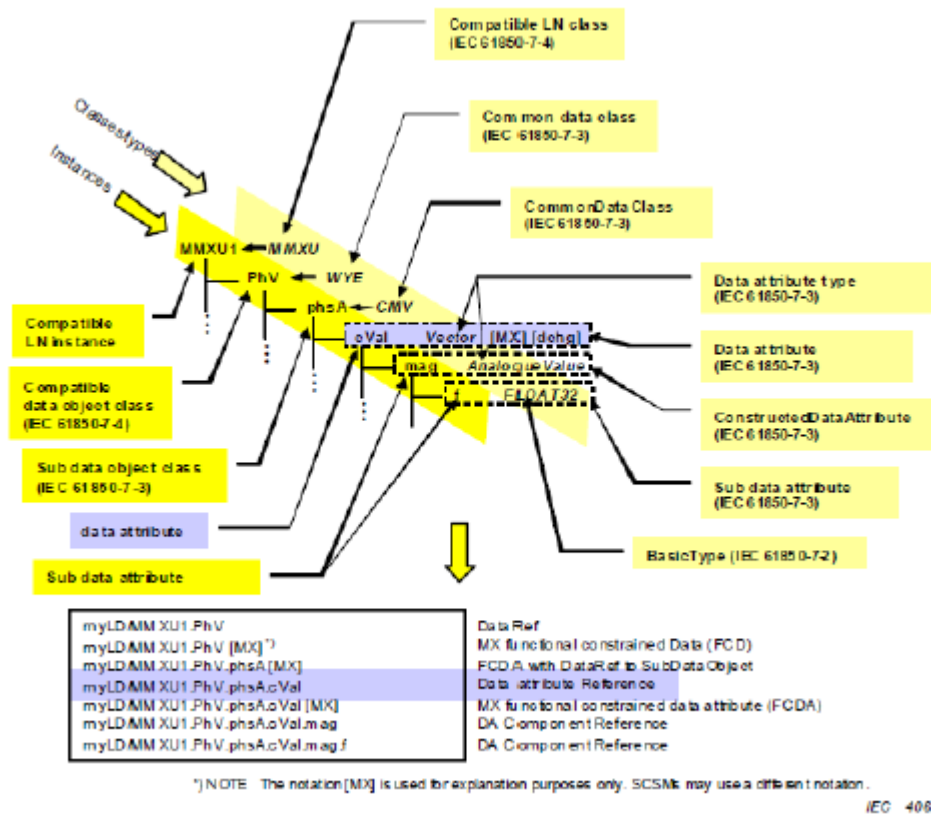 Compatible LN class
(IEC 61850-7-4)
Common data class
(IEC 61850-7-3)
CommonDataClass
(IEC 61850-7-3)
Classes types
Instances
MMXU1
MMXU
PhV
WYE
phsA
CMV
cVal Vector [MX] [dchg]
mag AnalogueValue
f FLOAT32
Data attribute type
(IEC 61850-7-3)
Data attribute
(IEC 61850-7-3)
ConstructedDataAttribute
(IEC 61850-7-3)
Sub data attribute
(IEC 61850-7-3)
BasicType (IEC 61850-7-2)
Compatible
LN instance
Compatible
data object class
(IEC 61850-7-4)
Sub data object class
(IEC 61850-7-3)
data attribute
Sub data attribute
myLD/MMXU1.PhV DataRef
myLD/MMXU1.PhV [MX]*) MX functional constrained Data (FCD)
myLD/MMXU1.PhV.phsA [MX] FCDA with DataRef to SubDataObject
myLD/MMXU1.PhV.phsA.cVal Data attribute Reference
myLD/MMXU1.PhV.phsA.cVal [MX] MX functional constrained data attribute (FCDA)
myLD/MMXU1.PhV.phsA.cVal.mag DA Component Reference
myLD/MMXU1.PhV.phsA.cVal.mag.f DA Component Reference
*) NOTE The notation [MX] is used for explanation purposes only. SCSMs may use a different notation.
IEC 406